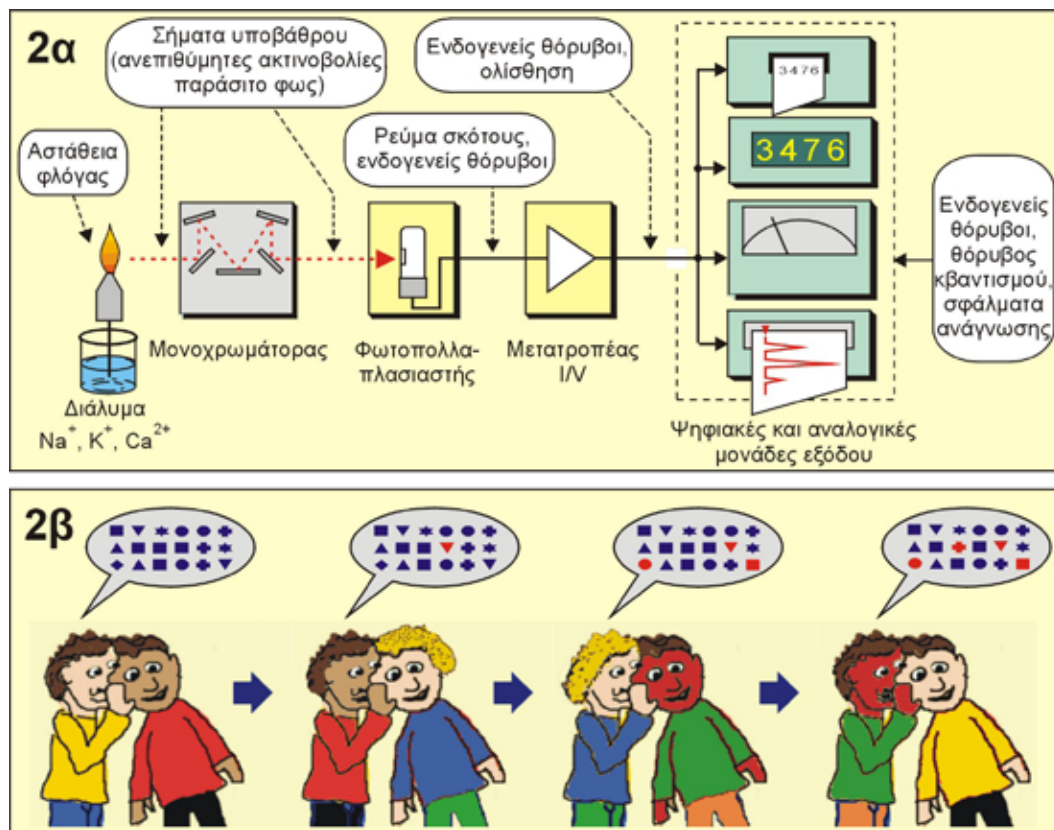 2α
Σήματα υποβάθρου
(ανεπιθύμητες ακτινοβολίες
παράσιτο φως)
Ενδογενείς θόρυβοι,
ολίσθηση
Αστάθεια
φλόγας
Ρεύμα σκότους,
ενδογενείς θόρυβοι
3476
3476
Ενδογενείς
θόρυβοι,
θόρυβος
κβαντισμού,
σφάλματα
ανάγνωσης
Μονοχρωμάτορας
Φωτοπολλα-
πλασιαστής
Μετατροπέας
I/V
Διάλυμα
Na⁺, K⁺, Ca²⁺
Ψηφιακές και αναλογικές
μονάδες εξόδου
2β